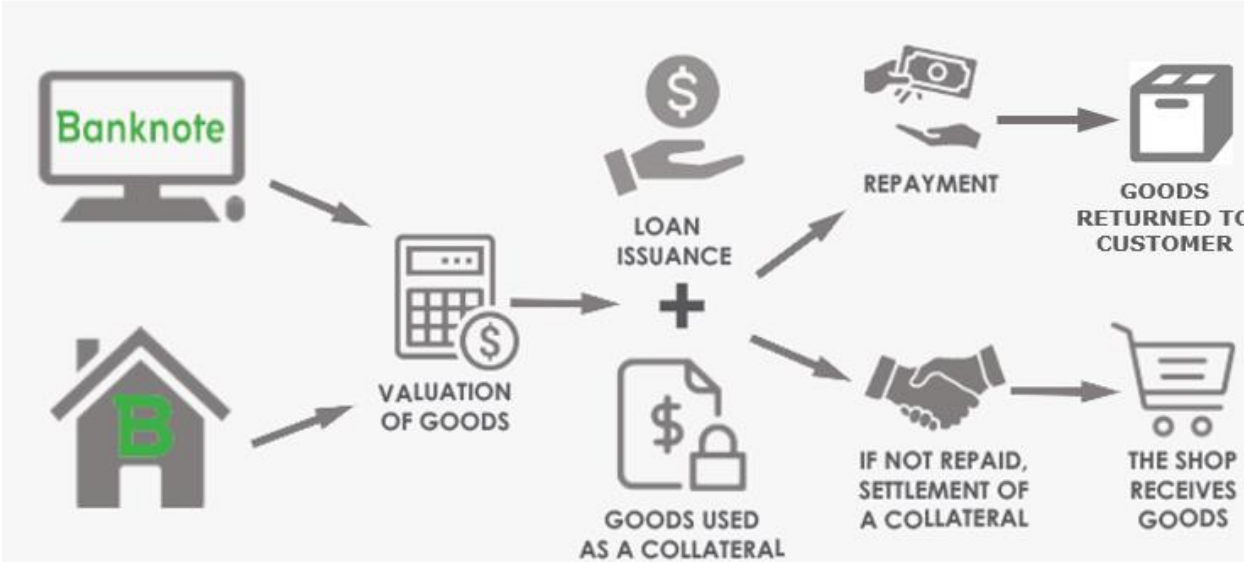 Banknote
B
VALUATION
OF GOODS
$
$
LOAN
ISSUANCE
+
$
GOODS USED
AS A COLLATERAL
REPAYMENT
GOODS
RETURNED TO
CUSTOMER
IF NOT REPAID,
SETTLEMENT OF
A COLLATERAL
THE SHOP
RECEIVES
GOODS